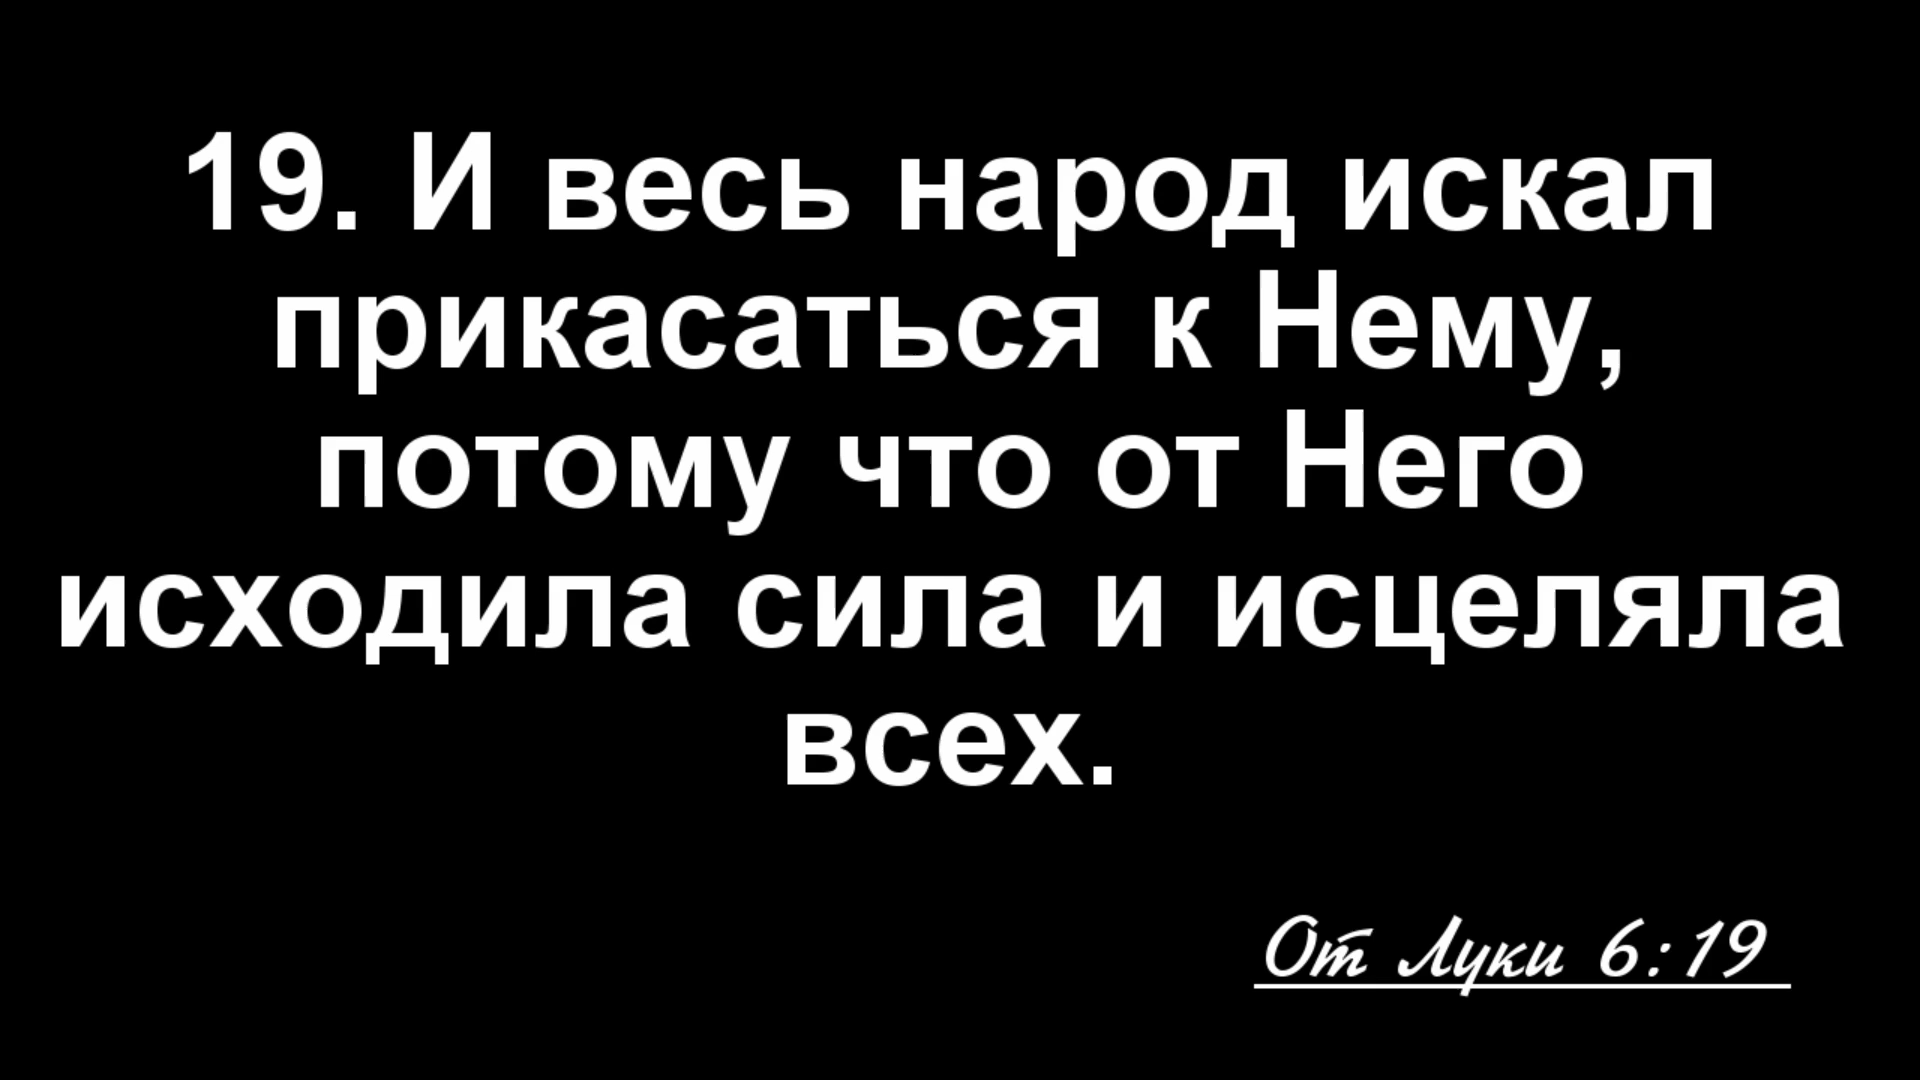 19. И весь народ искал
прикасаться к Нему,
потому что от Него
исходила сила и исцеляла
всех.
От Луки 6:19